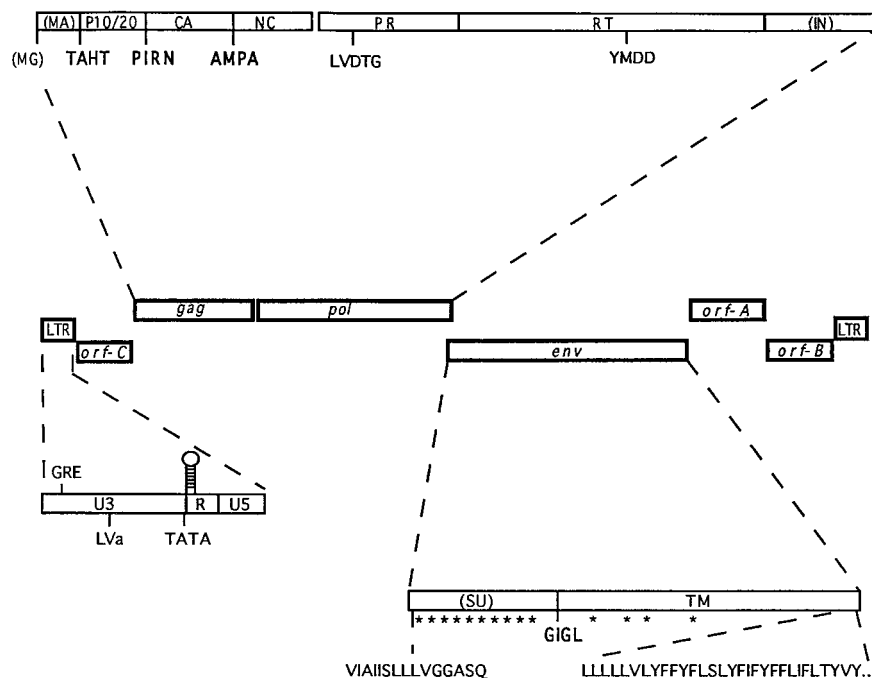 (MA) P10/20 CA NC PR RT (IN)
(MG) TAHT PIRN AMPA LVDTG YMDD
gag pol orf-A
LTR LTR
orf-C env orf-B
GRE
U3 R U5
LVa TATA
(SU) TM
* * * * * * * * * * * * * * *
GIGL
VIAIISLLLVGGASQ LLLLLVLYFFYFLSLYFIFYFFLIFLTYVY..